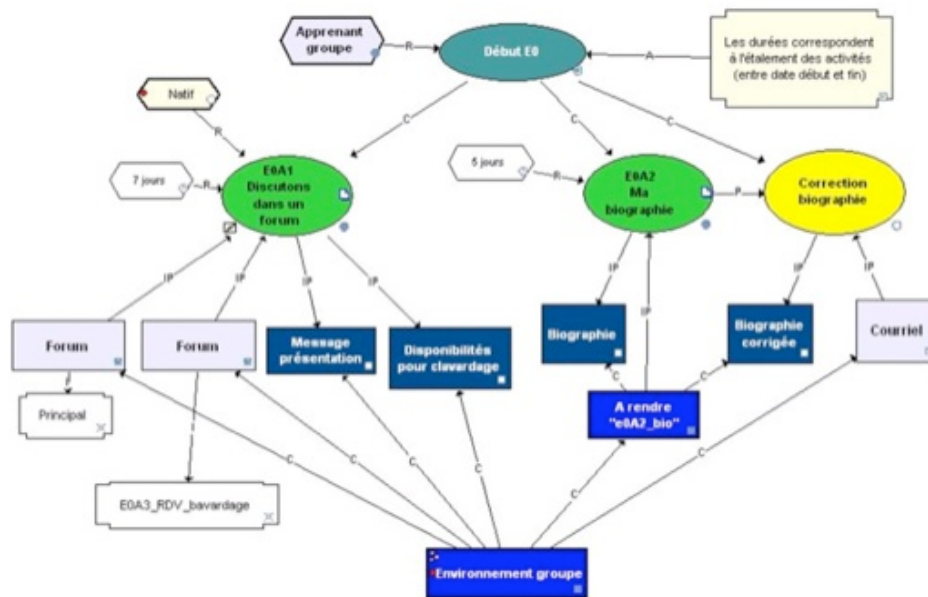 Apprenant
groupe
R
Début E0
A
Les durées correspondent
à l'étalement des activités
(entre date début et fin)
Natif
R
C
C
C
7 jours
R
E0A1
Discutons
dans un
forum
5 jours
R
E0A2
Ma
biographie
P
Correction
biographie
IP
IP
IP
IP
IP
IP
IP
IP
Forum
Forum
Message
présentation
Disponibilités
pour clavardage
Biographie
Biographie
corrigée
Courriel
I
I
C
C
Principal
A rendre
"e0A2_bio"
E0A3_RDV_bavardage
C
C
C
C
C
C
Environnement groupe